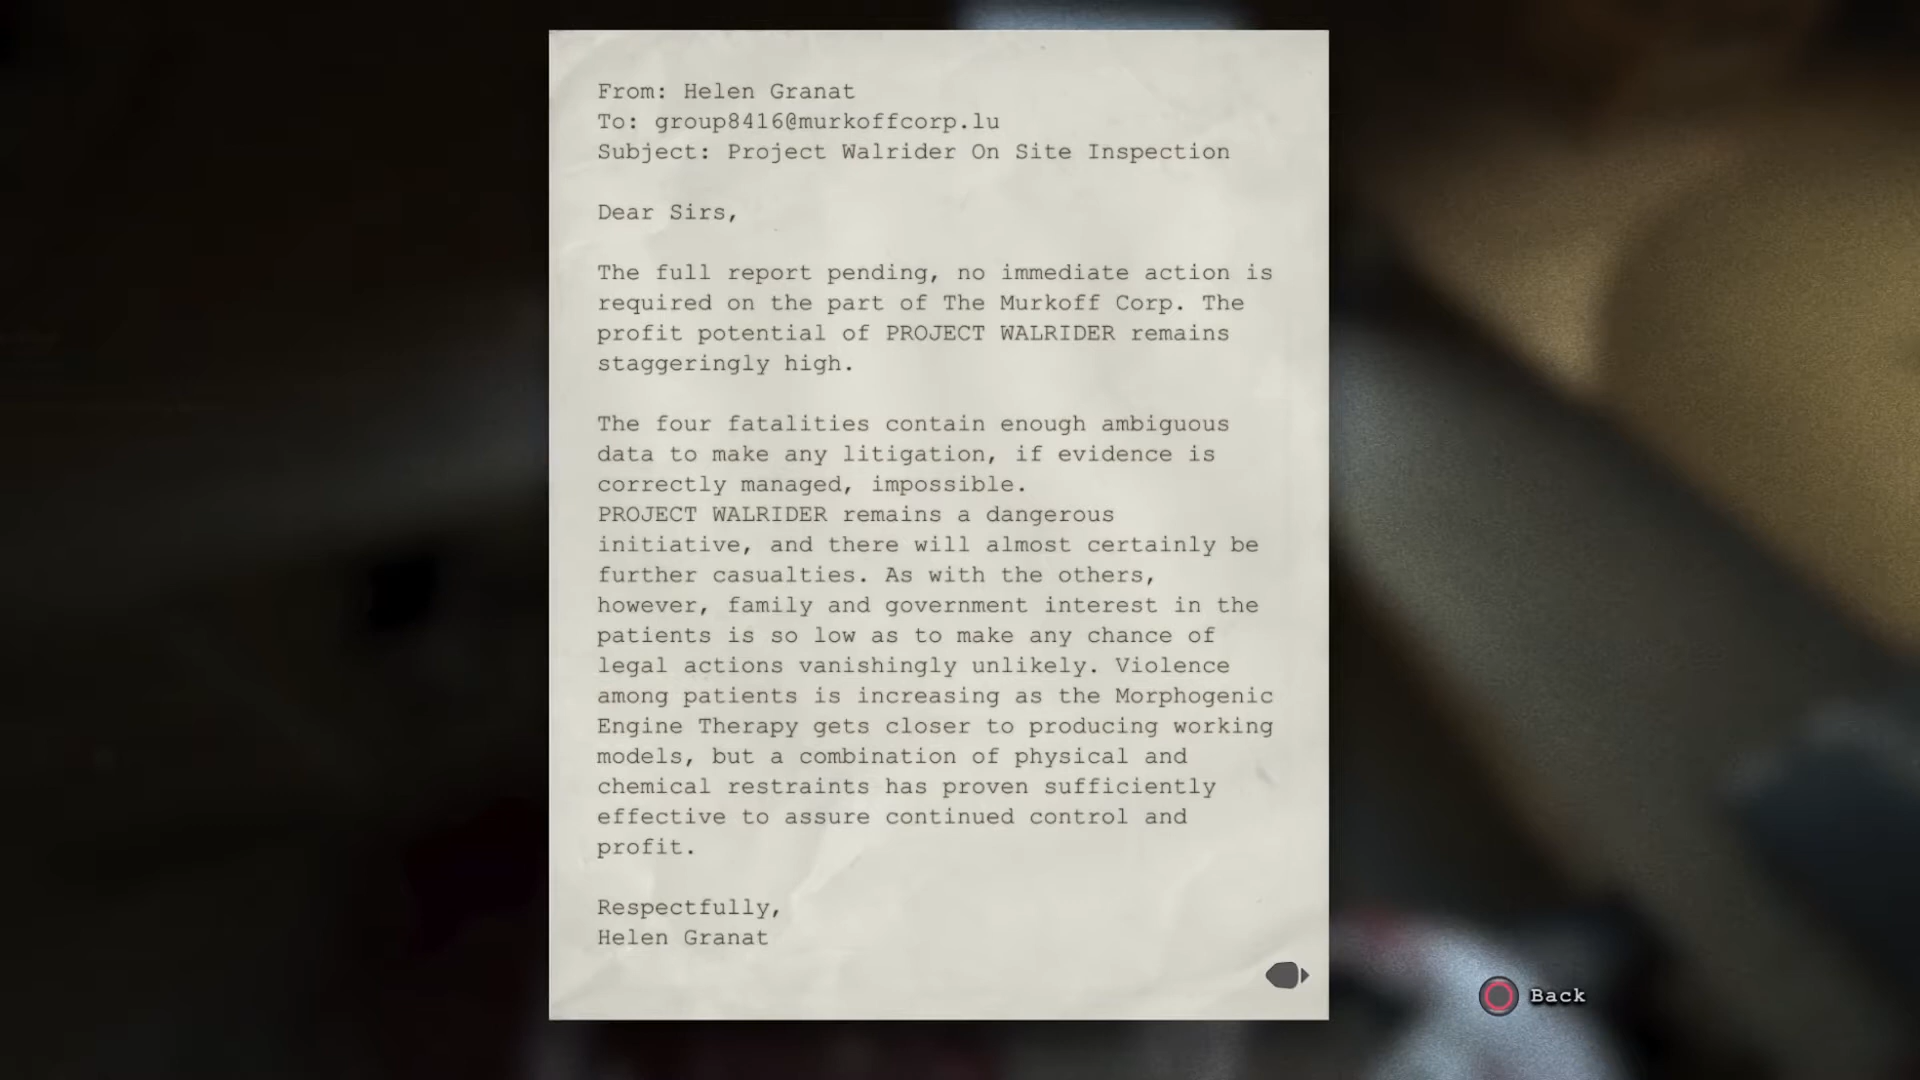 From: Helen Granat
To: group8416@murkoffcorp.lu
Subject: Project Walrider On Site Inspection
Dear Sirs,
The full report pending, no immediate action is
required on the part of The Murkoff Corp. The
profit potential of PROJECT WALRIDER remains
staggeringly high.
The four fatalities contain enough ambiguous
data to make any litigation, if evidence is
correctly managed, impossible.
PROJECT WALRIDER remains a dangerous
initiative, and there will almost certainly be
further casualties. As with the others,
however, family and government interest in the
patients is so low as to make any chance of
legal actions vanishingly unlikely. Violence
among patients is increasing as the Morphogenic
Engine Therapy gets closer to producing working
models, but a combination of physical and
chemical restraints has proven sufficiently
effective to assure continued control and
profit.
Respectfully,
Helen Granat
Back